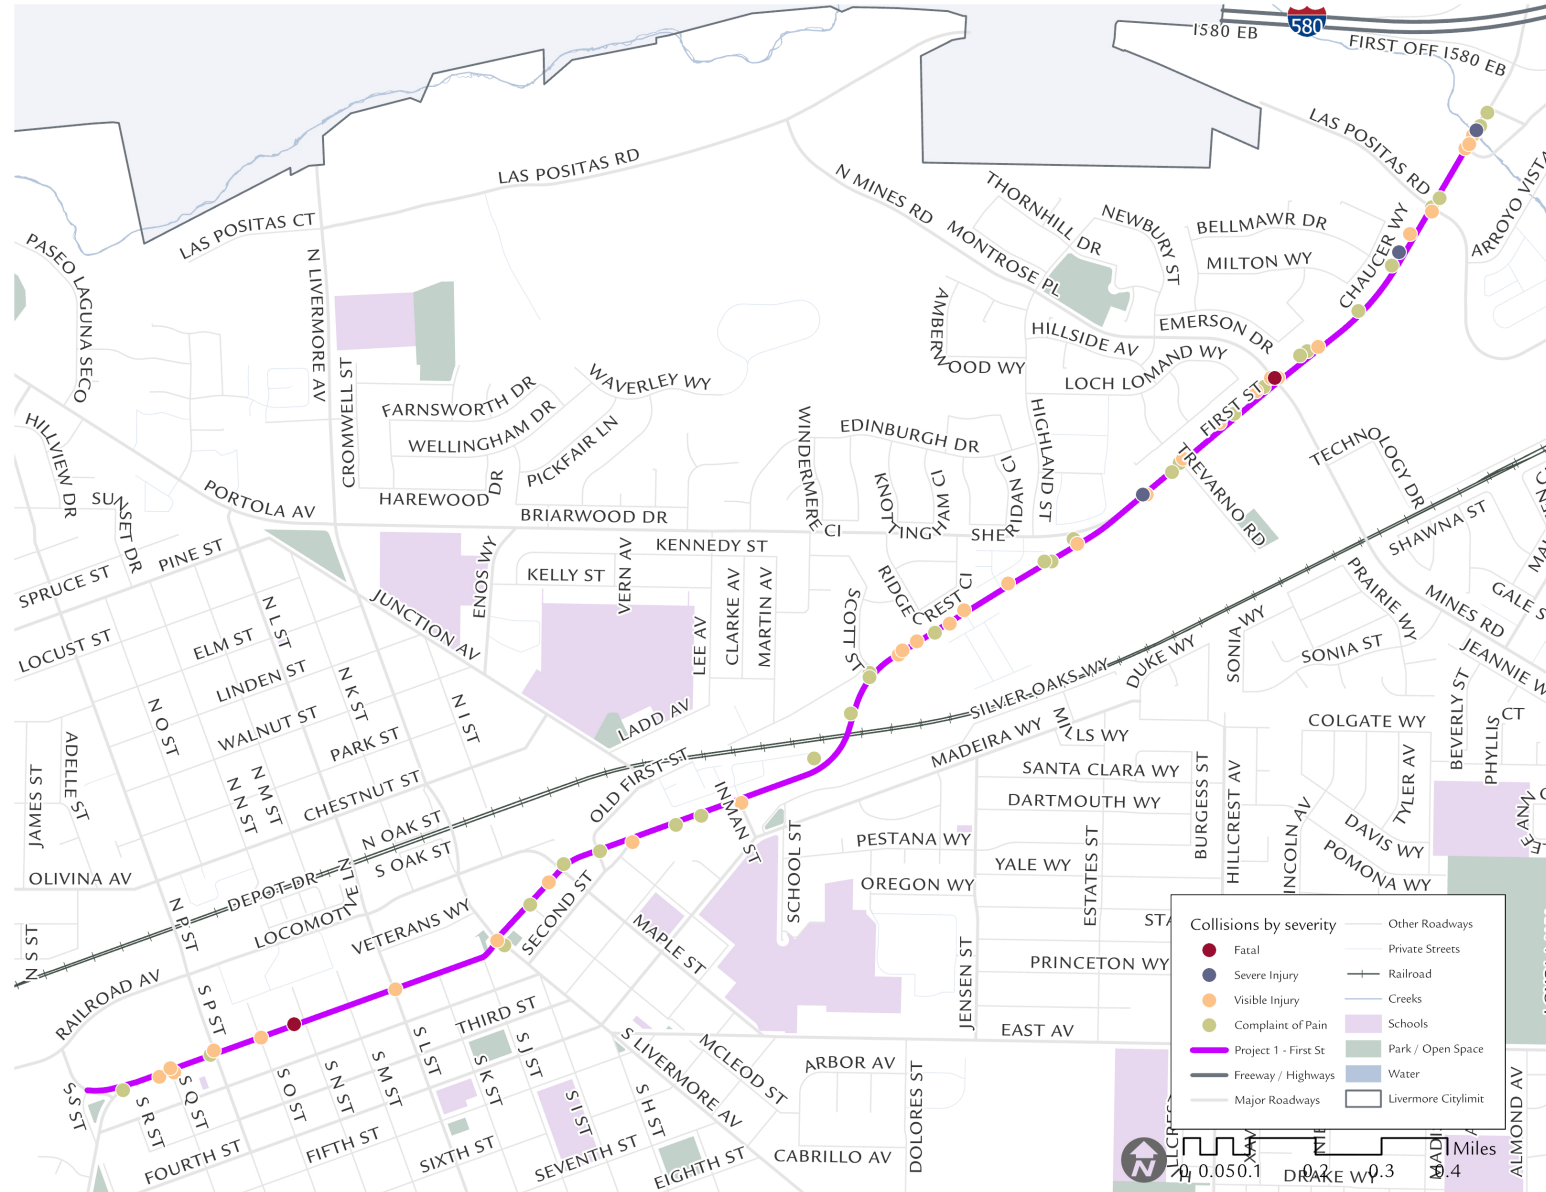 I580 EB
580
FIRST OFF I580 EB
LAS POSITAS RD
LAS POSITAS RD
N MINES RD
THORNHILL DR
NEWBURY ST
BELLMAWR DR
CHAUCER WY
ARROYO VISTA
LAS POSITAS CT
PASEO LAGUNA SECO
N LIVERMORE AV
MONTROSE PL
MILTON WY
AMBERWOOD WY
HILLSIDE AV
EMERSON DR
LOCH LOMAND WY
CROMWELL ST
WAVERLEY WY
FARNSWORTH DR
WELLINGHAM DR
PICKFAIR LN
HAREWOOD DR
FIRST ST
HILLVIEW DR
SUNSET DR
PORTOLA AV
BRIARWOOD DR
WINDERMERE CI
EDINBURGH DR
KNOTTINGHAM CI
SHERIDAN CI
HIGHLAND ST
TREVARNO RD
TECHNOLOGY DR
SHAWNA ST
SPRUCE ST
PINE ST
KENNEDY ST
ENOS WY
KELLY ST
VERN AV
CLARKE AV
MARTIN AV
LEE AV
SCOTT ST
RIDGECREST CI
PRAIRIE WY
MINES RD
GALE S
JEANNIE W
LOCUST ST
ELM ST
N L ST
JUNCTION AV
LINDEN ST
N K ST
N I ST
N O ST
WALNUT ST
PARK ST
LADD AV
SILVER OAKS WY
DUKE WY
SONIA WY
SONIA ST
MADEIRA WY
MILLS WY
COLGATE WY
BEVERLY ST
PHYLLIS CT
JAMES ST
ADELLE ST
N N ST
N M ST
CHESTNUT ST
OLD FIRST ST
INMAN ST
SANTA CLARA WY
DARTMOUTH WY
BURGESS ST
HILLCREST AV
TYLER AV
LEE ANN
N OAK ST
S OAK ST
PESTANA WY
YALE WY
DAVIS WY
POMONA WY
OLIVINA AV
DEPOT DR
LOCOMOTIVE LN
VETERANS WY
SECOND ST
SCHOOL ST
OREGON WY
ESTATES ST
STA
N S ST
N P ST
MAPLE ST
JENSEN ST
PRINCETON WY
RAILROAD AV
S P ST
THIRD ST
EAST AV
S LIVERMORE AV
MCLEOD ST
ARBOR AV
S S ST
S R ST
S Q ST
S O ST
S N ST
S M ST
S L ST
S K ST
S J ST
S I ST
S H ST
DOLORES ST
ALMOND AV
FOURTH ST
FIFTH ST
SIXTH ST
SEVENTH ST
EIGHTH ST
CABRILLO AV
DRAKE WY
Collisions by severity
Fatal
Severe Injury
Visible Injury
Complaint of Pain
Project 1 - First St
Freeway / Highways
Major Roadways
Other Roadways
Private Streets
Railroad
Creeks
Schools
Park / Open Space
Water
Livermore Citylimit
N
0 0.05 0.1 0.2 0.3 0.4 Miles